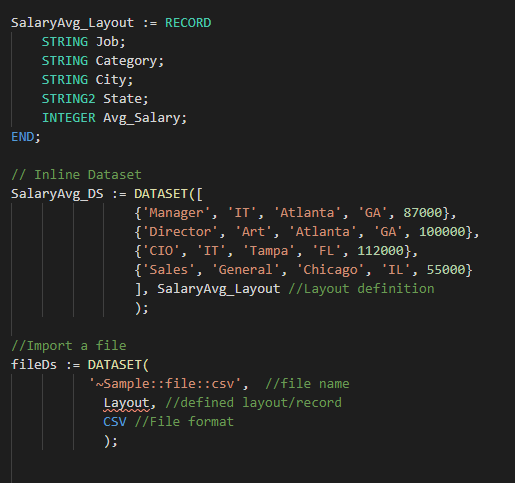 SalaryAvg_Layout := RECORD
STRING Job;
STRING Category;
STRING City;
STRING2 State;
INTEGER Avg_Salary;
END;
// Inline Dataset
SalaryAvg_DS := DATASET([
{'Manager', 'IT', 'Atlanta', 'GA', 87000},
{'Director', 'Art', 'Atlanta', 'GA', 100000},
{'CIO', 'IT', 'Tampa', 'FL', 112000},
{'Sales', 'General', 'Chicago', 'IL', 55000}
], SalaryAvg_Layout //Layout definition
);
//Import a file
fileDs := DATASET(
'~Sample::file::csv',  //file name
Layout, //defined layout/record
CSV //File format
);